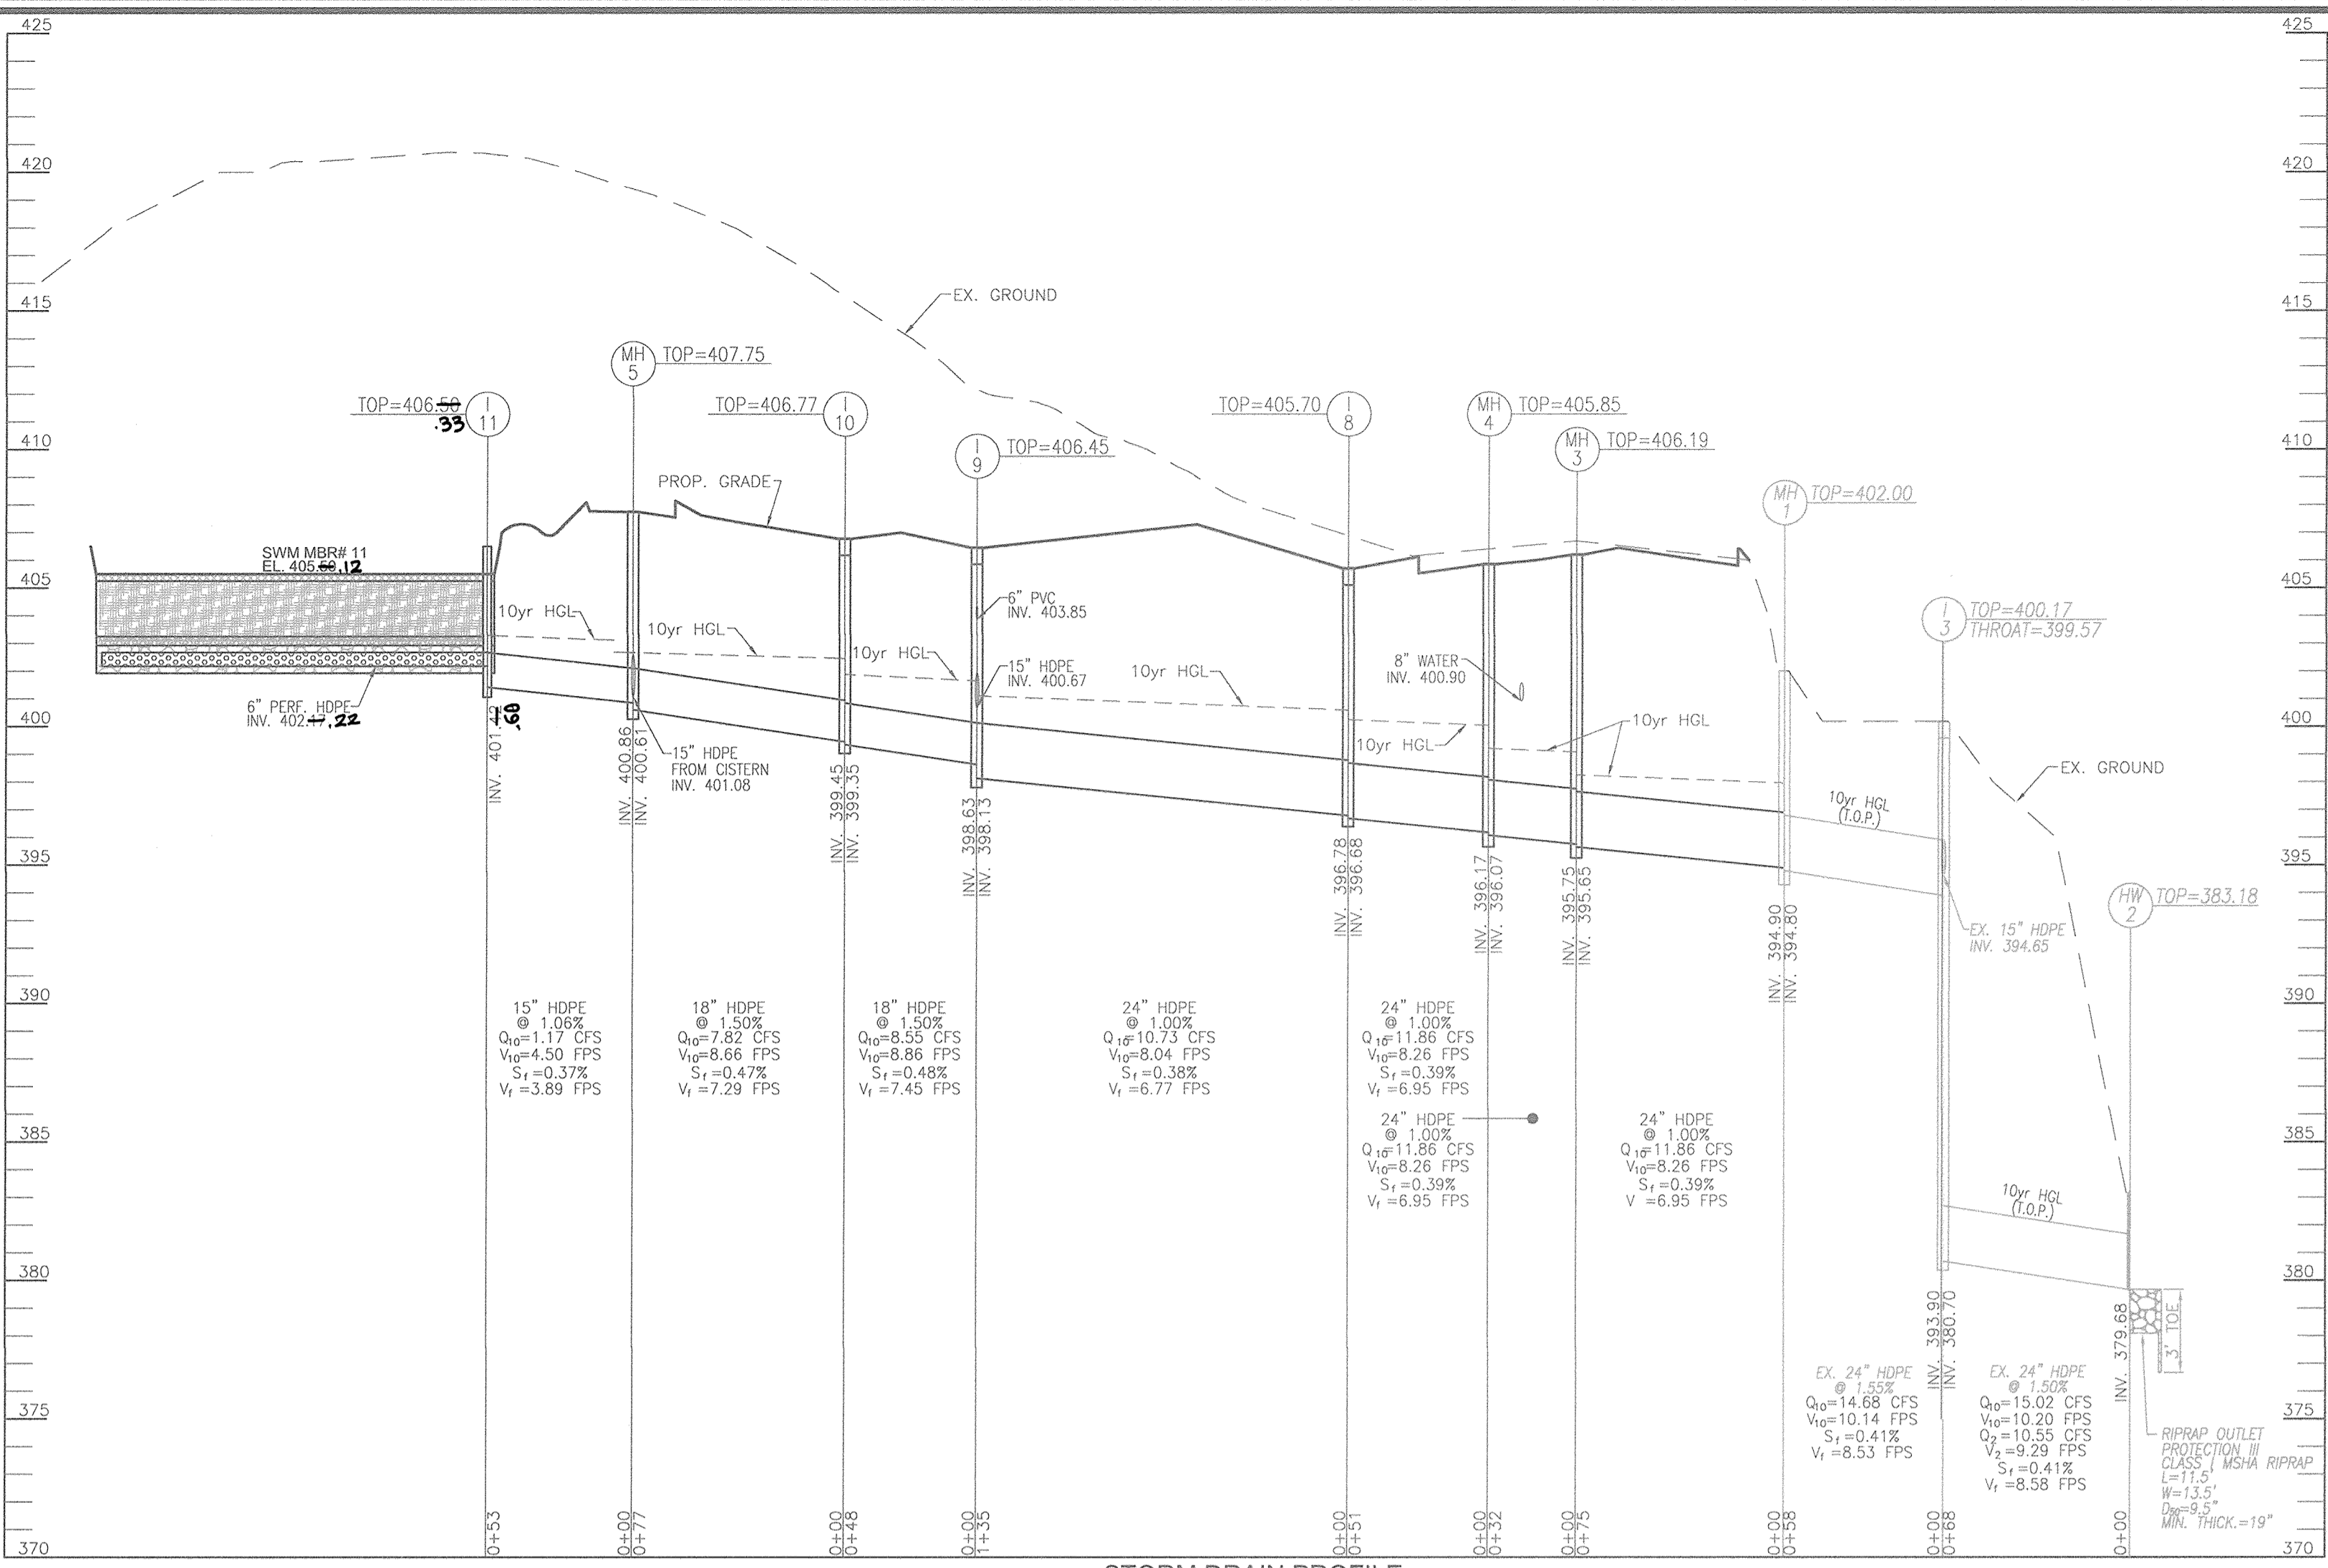 425
425
420
420
EX. GROUND
415
415
MH
5
TOP=407.75
TOP=406.50
.33
I
11
TOP=406.77
I
10
TOP=405.70
I
8
MH
4
TOP=405.85
410
I
9
TOP=406.45
MH
3
TOP=406.19
410
PROP. GRADE
MH
1
TOP=402.00
SWM MBR# 11
EL. 405.50 .12
405
405
10yr HGL
10yr HGL
6" PVC
INV. 403.85
I
3
TOP=400.17
THROAT=399.57
10yr HGL
15" HDPE
INV. 400.67
10yr HGL
8" WATER
INV. 400.90
6" PERF. HDPE
INV. 402.17 .22
400
400
10yr HGL
10yr HGL
15" HDPE
FROM CISTERN
INV. 401.08
EX. GROUND
10yr HGL
(T.O.P.)
INV. 401.42
.60
INV. 400.86
INV. 400.61
INV. 399.45
INV. 399.35
INV. 398.63
INV. 398.13
INV. 396.78
INV. 396.68
INV. 396.17
INV. 396.07
INV. 395.75
INV. 395.65
INV. 394.90
INV. 394.80
395
395
HW
2
TOP=383.18
EX. 15" HDPE
INV. 394.65
390
390
15" HDPE
@ 1.06%
Q10=1.17 CFS
V10=4.50 FPS
Sf=0.37%
Vf=3.89 FPS
18" HDPE
@ 1.50%
Q10=7.82 CFS
V10=8.66 FPS
Sf=0.47%
Vf=7.29 FPS
18" HDPE
@ 1.50%
Q10=8.55 CFS
V10=8.86 FPS
Sf=0.48%
Vf=7.45 FPS
24" HDPE
@ 1.00%
Q10=10.73 CFS
V10=8.04 FPS
Sf=0.38%
Vf=6.77 FPS
24" HDPE
@ 1.00%
Q10=11.86 CFS
V10=8.26 FPS
Sf=0.39%
Vf=6.95 FPS
385
385
24" HDPE
@ 1.00%
Q10=11.86 CFS
V10=8.26 FPS
Sf=0.39%
Vf=6.95 FPS
24" HDPE
@ 1.00%
Q10=11.86 CFS
V10=8.26 FPS
Sf=0.39%
V =6.95 FPS
10yr HGL
(T.O.P.)
380
380
INV. 393.90
INV. 380.70
INV. 379.68
3' TOE
EX. 24" HDPE
@ 1.55%
Q10=14.68 CFS
V10=10.14 FPS
Sf=0.41%
Vf=8.53 FPS
EX. 24" HDPE
@ 1.50%
Q10=15.02 CFS
V10=10.20 FPS
Q2=10.55 CFS
V2=9.29 FPS
Sf=0.41%
Vf=8.58 FPS
375
375
RIPRAP OUTLET
PROTECTION III
CLASS I MSHA RIPRAP
L=11.5'
W=13.5'
D50=9.5"
MIN. THICK.=19"
0+53
0+00
0+77
0+00
0+48
0+00
1+35
0+00
0+51
0+00
0+32
0+00
0+75
0+00
0+58
0+00
0+68
0+00
370
370
STORM DRAIN PROFILE